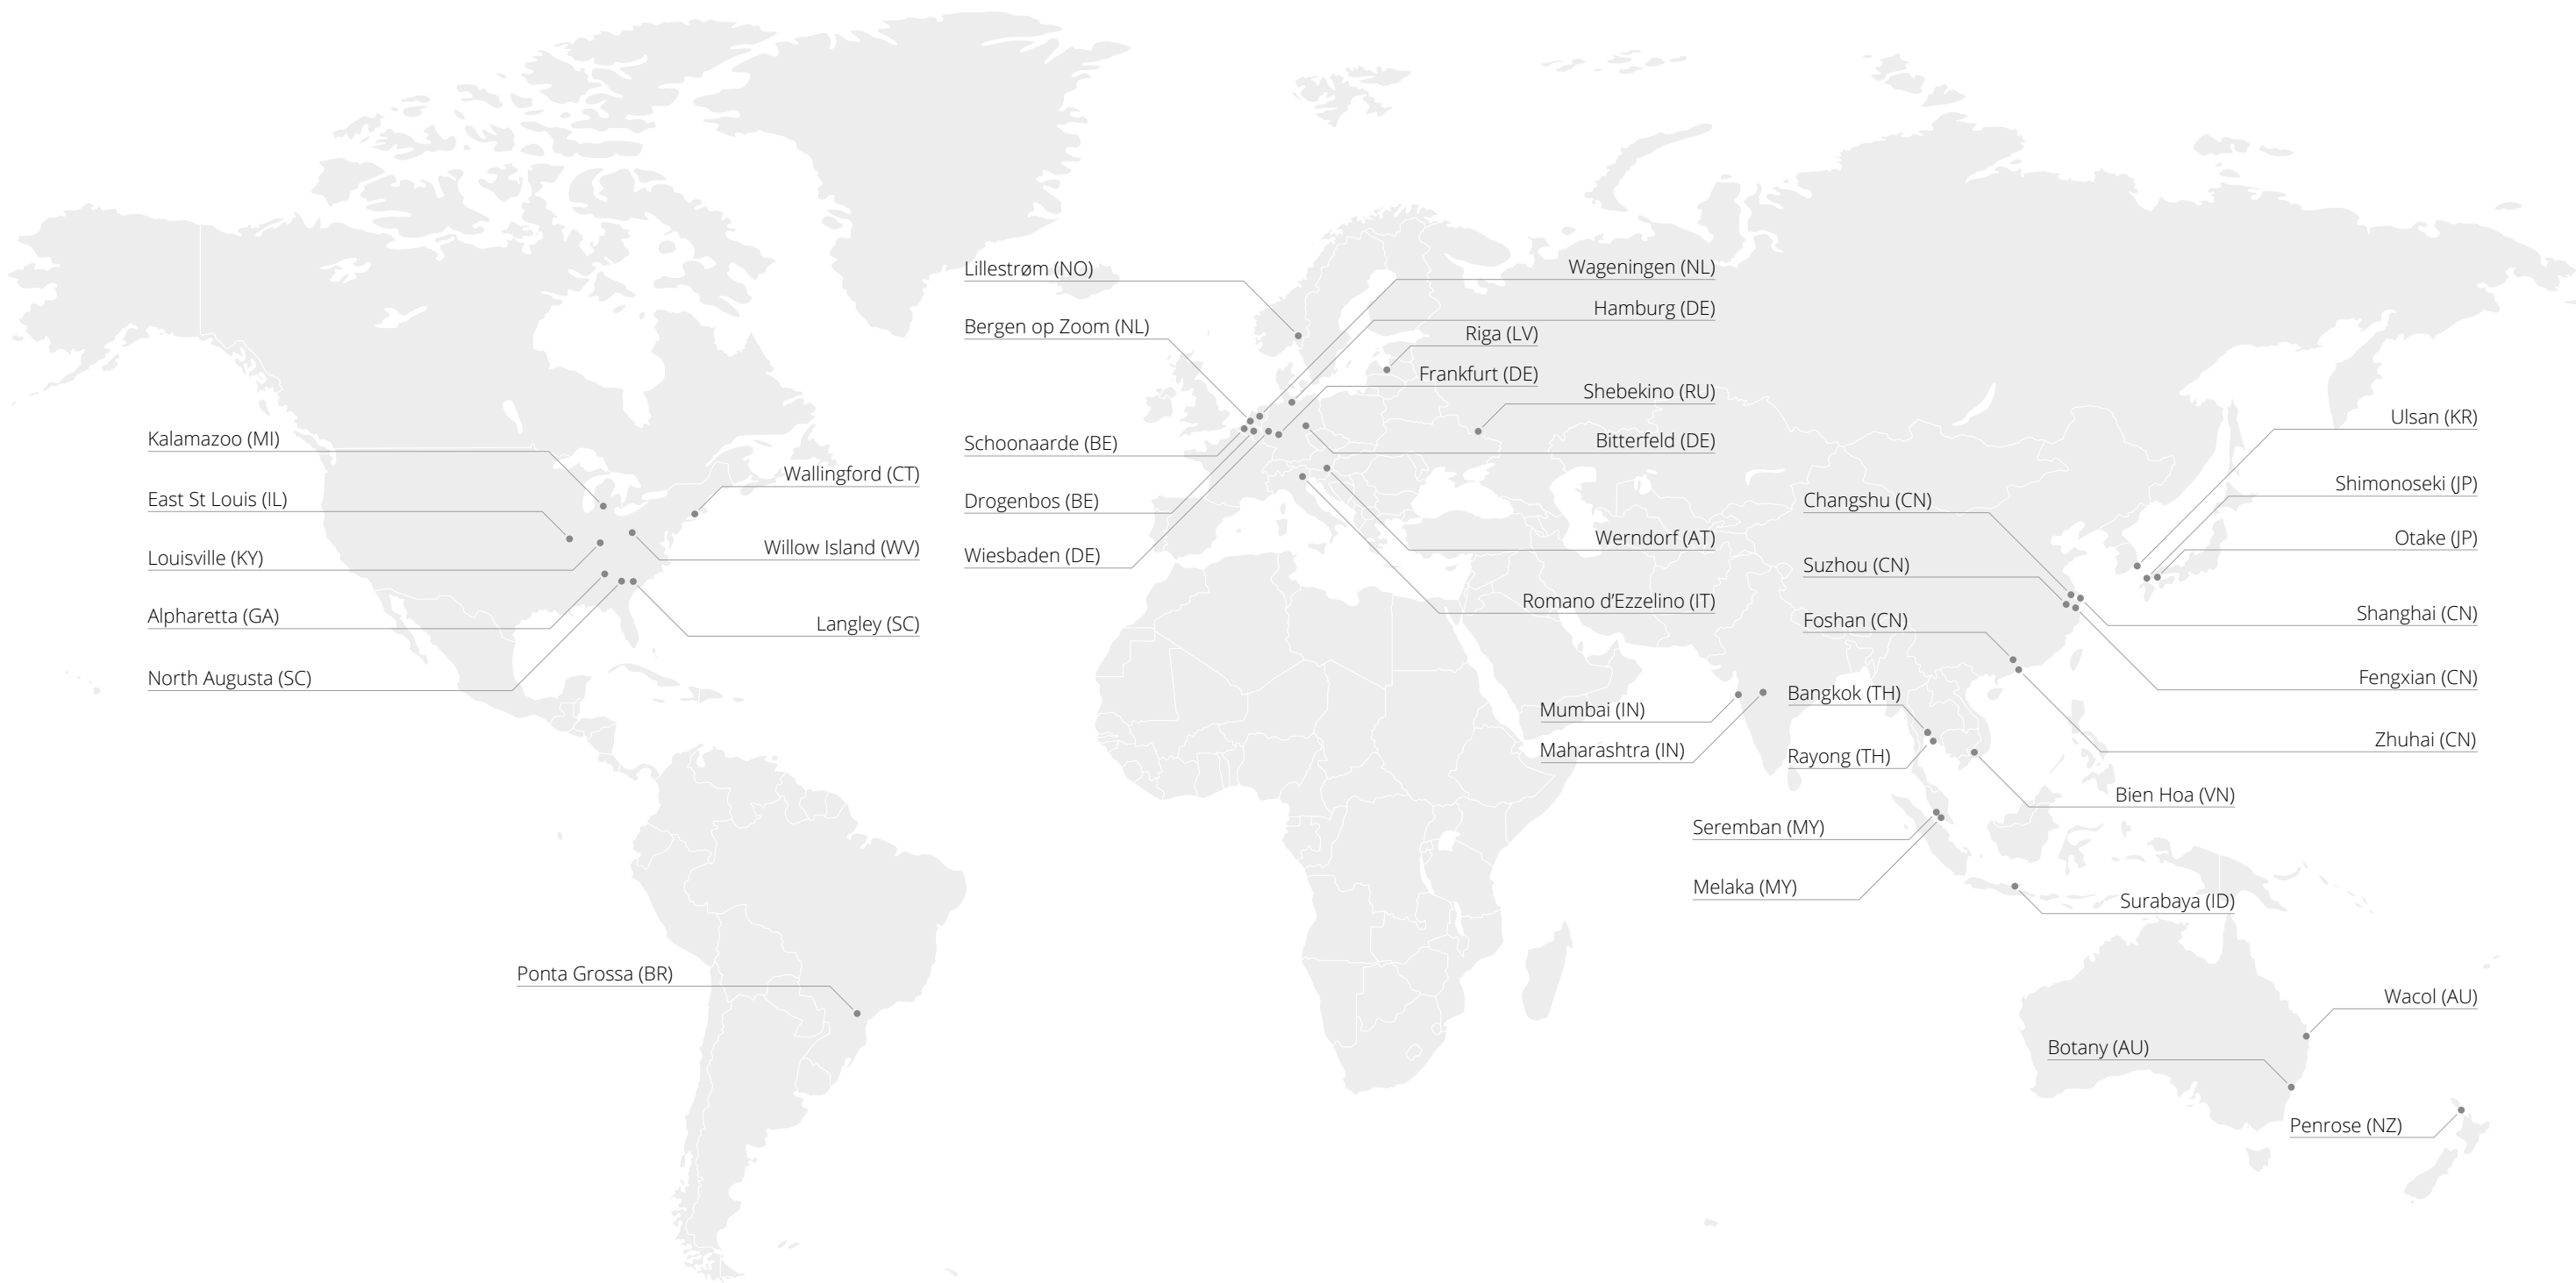 Lillestrøm (NO)
Bergen op Zoom (NL)
Wageningen (NL)
Hamburg (DE)
Riga (LV)
Frankfurt (DE)
Shebekino (RU)
Bitterfeld (DE)
Schoonaarde (BE)
Drogenbos (BE)
Wiesbaden (DE)
Werndorf (AT)
Romano d’Ezzelino (IT)
Kalamazoo (MI)
East St Louis (IL)
Louisville (KY)
Alpharetta (GA)
North Augusta (SC)
Wallingford (CT)
Willow Island (WV)
Langley (SC)
Ponta Grossa (BR)
Changshu (CN)
Suzhou (CN)
Foshan (CN)
Mumbai (IN)
Maharashtra (IN)
Bangkok (TH)
Rayong (TH)
Seremban (MY)
Melaka (MY)
Ulsan (KR)
Shimonoseki (JP)
Otake (JP)
Shanghai (CN)
Fengxian (CN)
Zhuhai (CN)
Bien Hoa (VN)
Surabaya (ID)
Wacol (AU)
Botany (AU)
Penrose (NZ)